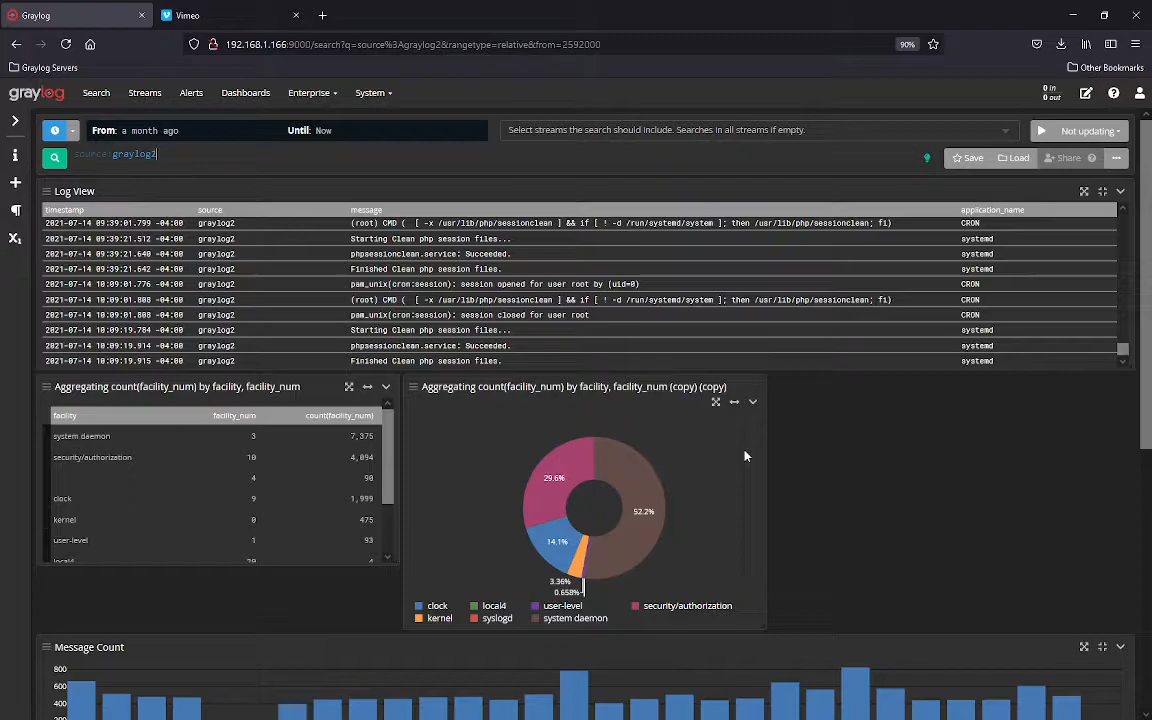 Graylog
Vimeo
192.168.1.166:9000/search?q=source%3Agraylog2&rangetype=relative&from=2592000
90%
Graylog Servers
Other Bookmarks
graylog
Search Streams Alerts Dashboards Enterprise System
0 in
0 out
From: a month ago Until: Now
Select streams the search should include. Searches in all streams if empty.
Not updating
source:graylog2
Save Load Share
Log View
timestamp source message application_name
2021-07-14 09:39:01.799 -04:00 graylog2 (root) CMD ( [ -x /usr/lib/php/sessionclean ] && if [ ! -d /run/systemd/system ]; then /usr/lib/php/sessionclean; fi) CRON
2021-07-14 09:39:21.512 -04:00 graylog2 Starting Clean php session files... systemd
2021-07-14 09:39:21.640 -04:00 graylog2 phpsessionclean.service: Succeeded. systemd
2021-07-14 09:39:21.642 -04:00 graylog2 Finished Clean php session files. systemd
2021-07-14 10:09:01.776 -04:00 graylog2 pam_unix(cron:session): session opened for user root by (uid=0) CRON
2021-07-14 10:09:01.808 -04:00 graylog2 (root) CMD ( [ -x /usr/lib/php/sessionclean ] && if [ ! -d /run/systemd/system ]; then /usr/lib/php/sessionclean; fi) CRON
2021-07-14 10:09:01.808 -04:00 graylog2 pam_unix(cron:session): session closed for user root CRON
2021-07-14 10:09:19.784 -04:00 graylog2 Starting Clean php session files... systemd
2021-07-14 10:09:19.914 -04:00 graylog2 phpsessionclean.service: Succeeded. systemd
2021-07-14 10:09:19.915 -04:00 graylog2 Finished Clean php session files. systemd
Aggregating count(facility_num) by facility, facility_num
facility facility_num count(facility_num)
system daemon 3 7,375
security/authorization 10 4,094
4 90
clock 9 1,999
kernel 0 475
user-level 1 93
local4 20 4
Aggregating count(facility_num) by facility, facility_num (copy) (copy)
29.6%
52.2%
14.1%
3.36%
0.658%
clock local4 user-level security/authorization
kernel syslogd system daemon
Message Count
800
600
400
200